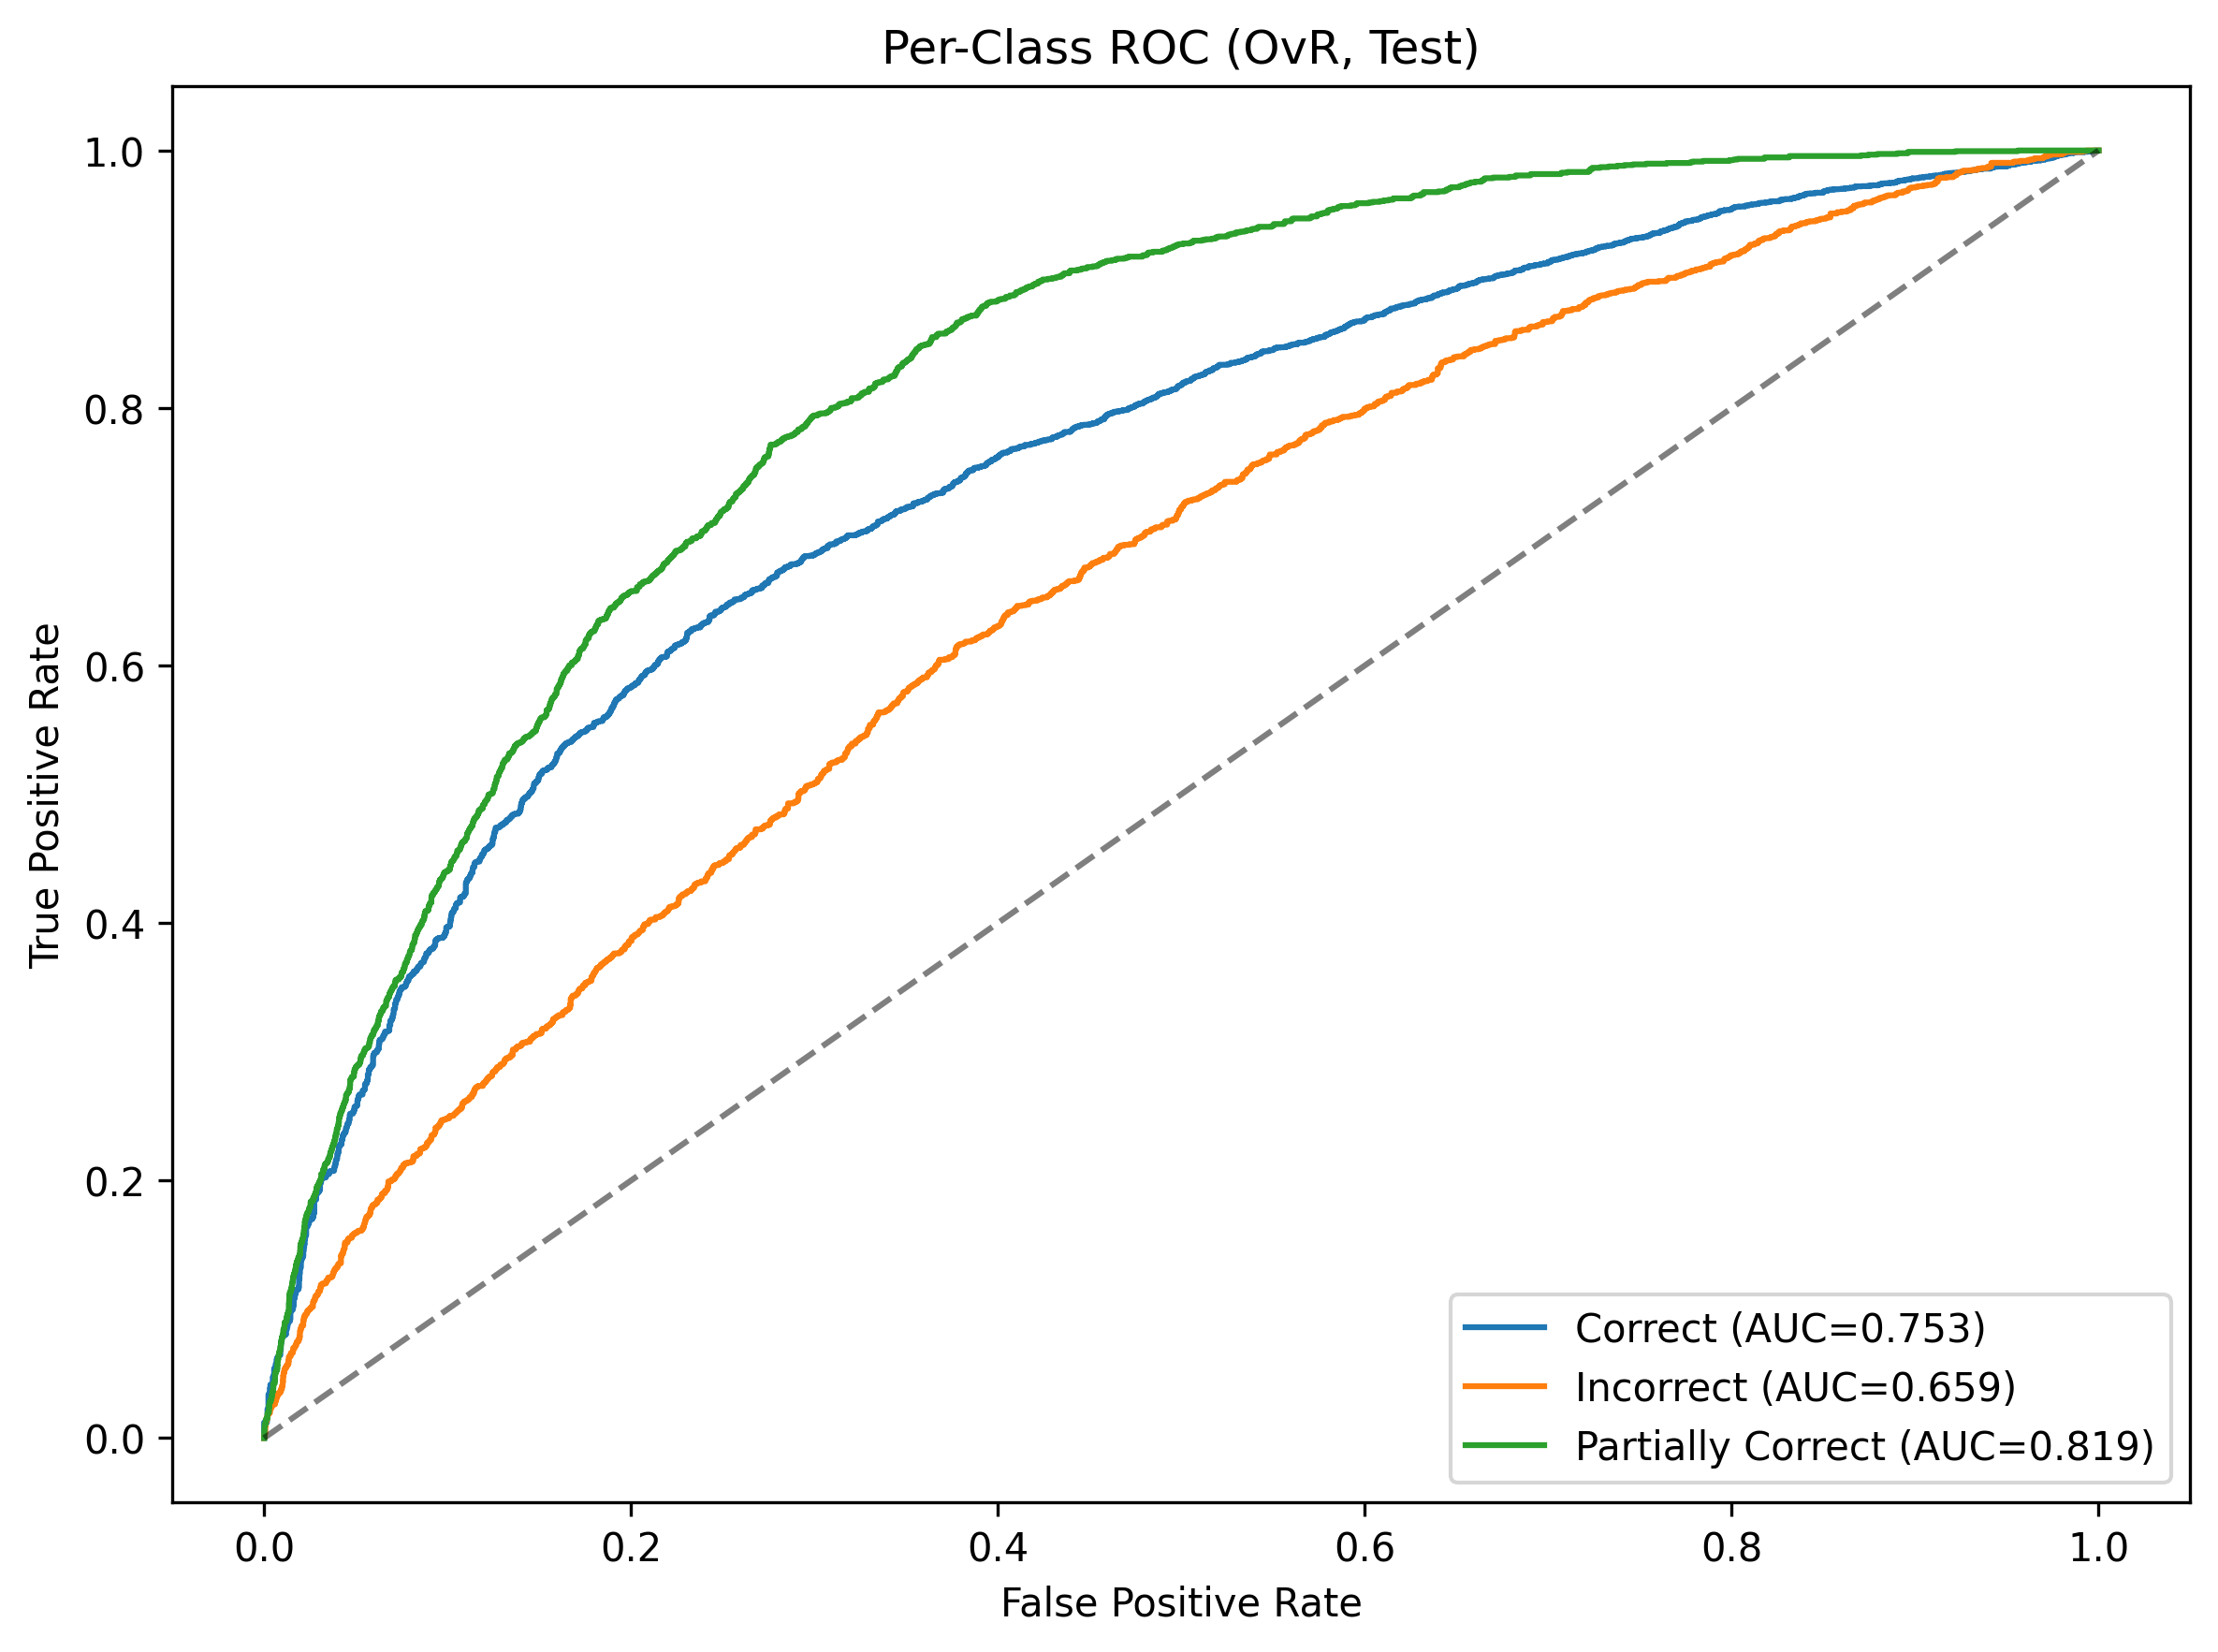 Per-Class ROC (OvR, Test)
True Positive Rate
1.0
0.8
0.6
0.4
0.2
0.0
0.0 0.2 0.4 0.6 0.8 1.0
False Positive Rate
Correct (AUC=0.753)
Incorrect (AUC=0.659)
Partially Correct (AUC=0.819)